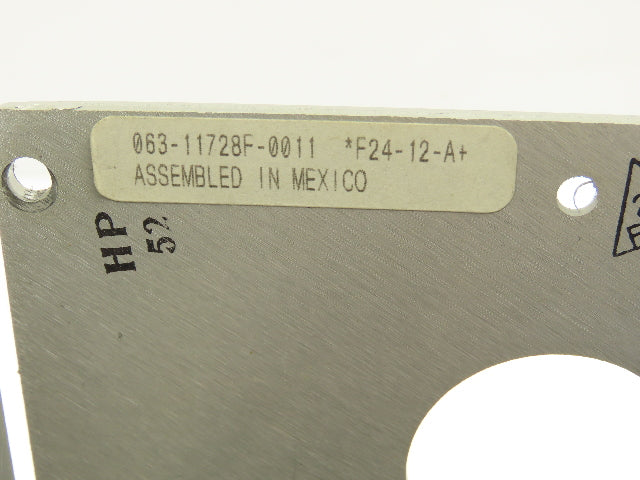 063-11728F-0011 *F24-12-A+
ASSEMBLED IN MEXICO
HP
52